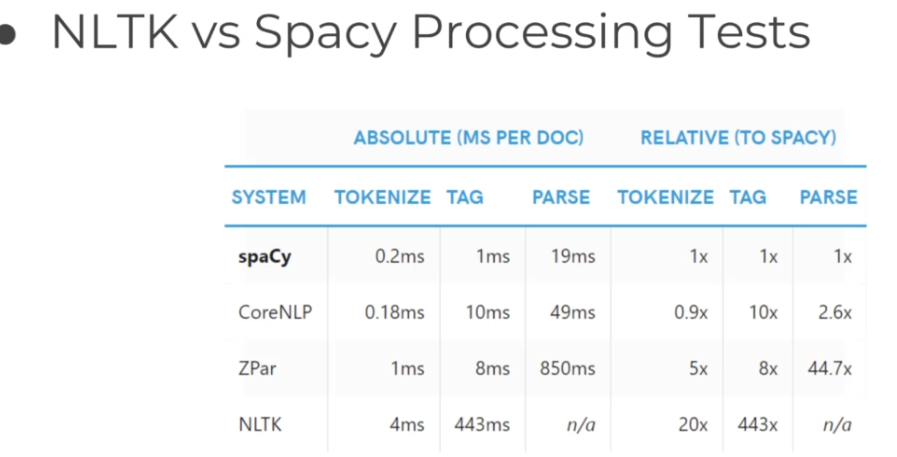 • NLTK vs Spacy Processing Tests
ABSOLUTE (MS PER DOC) RELATIVE (TO SPACY)
SYSTEM TOKENIZE TAG PARSE TOKENIZE TAG PARSE
spaCy 0.2ms 1ms 19ms 1x 1x 1x
CoreNLP 0.18ms 10ms 49ms 0.9x 10x 2.6x
ZPar 1ms 8ms 850ms 5x 8x 44.7x
NLTK 4ms 443ms n/a 20x 443x n/a